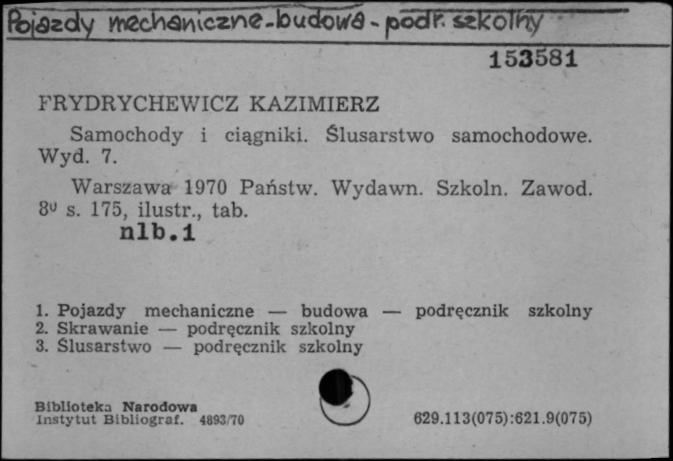 Pojazdy mechaniczne-budowa-podr. szkolny
153581
FRYDRYCHEWICZ KAZIMIERZ
Samochody i ciągniki. Ślusarstwo samochodowe.
Wyd. 7.
Warszawa 1970 Państw. Wydawn. Szkoln. Zawod.
8º s. 175, ilustr., tab.
nlb.1
1. Pojazdy mechaniczne — budowa — podręcznik szkolny
2. Skrawanie — podręcznik szkolny
3. Ślusarstwo — podręcznik szkolny
Biblioteka Narodowa
Instytut Bibliograf. 4893/70
629.113(075):621.9(075)